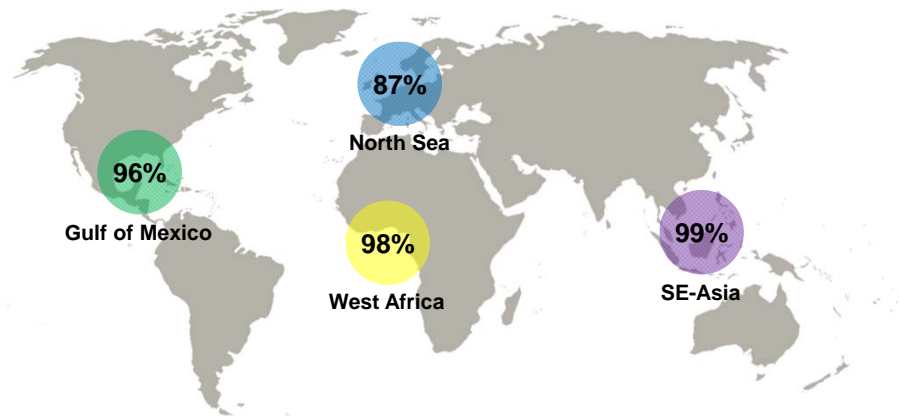 87%
North Sea
96%
Gulf of Mexico
98%
West Africa
99%
SE-Asia